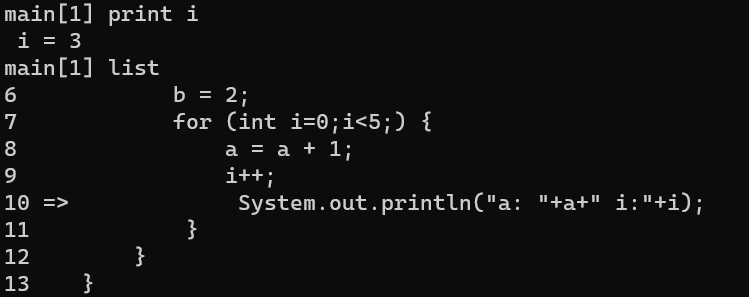 main[1] print i
 i = 3
main[1] list
6            b = 2;
7            for (int i=0;i<5;) {
8                a = a + 1;
9                i++;
10 =>             System.out.println("a: "+a+" i:"+i);
11             }
12         }
13     }